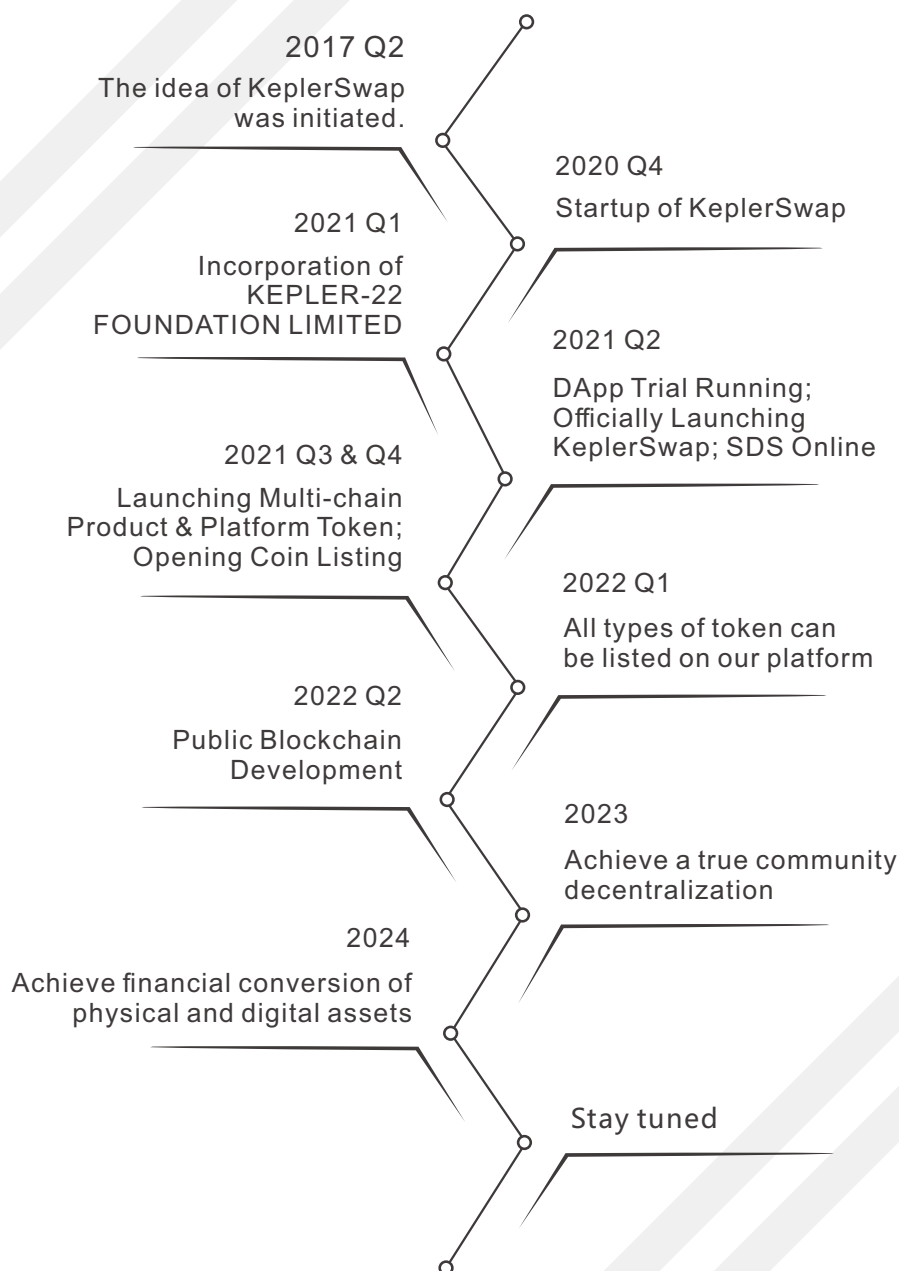 2017 Q2
The idea of KeplerSwap
was initiated.
2020 Q4
Startup of KeplerSwap
2021 Q1
Incorporation of
KEPLER-22
FOUNDATION LIMITED
2021 Q2
DApp Trial Running;
Officially Launching
KeplerSwap; SDS Online
2021 Q3 & Q4
Launching Multi-chain
Product & Platform Token;
Opening Coin Listing
2022 Q1
All types of token can
be listed on our platform
2022 Q2
Public Blockchain
Development
2023
Achieve a true community
decentralization
2024
Achieve financial conversion of
physical and digital assets
Stay tuned